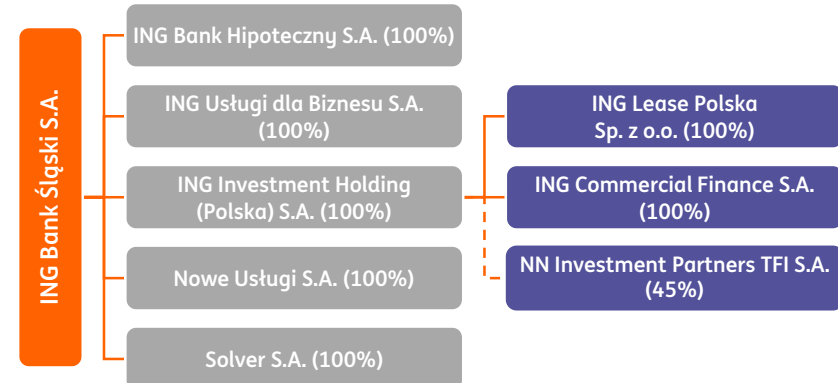 ING Bank Śląski S.A.
ING Bank Hipoteczny S.A. (100%)
ING Usługi dla Biznesu S.A.
(100%)
ING Investment Holding
(Polska) S.A. (100%)
Nowe Usługi S.A. (100%)
Solver S.A. (100%)
ING Lease Polska
Sp. z o.o. (100%)
ING Commercial Finance S.A.
(100%)
NN Investment Partners TFI S.A.
(45%)